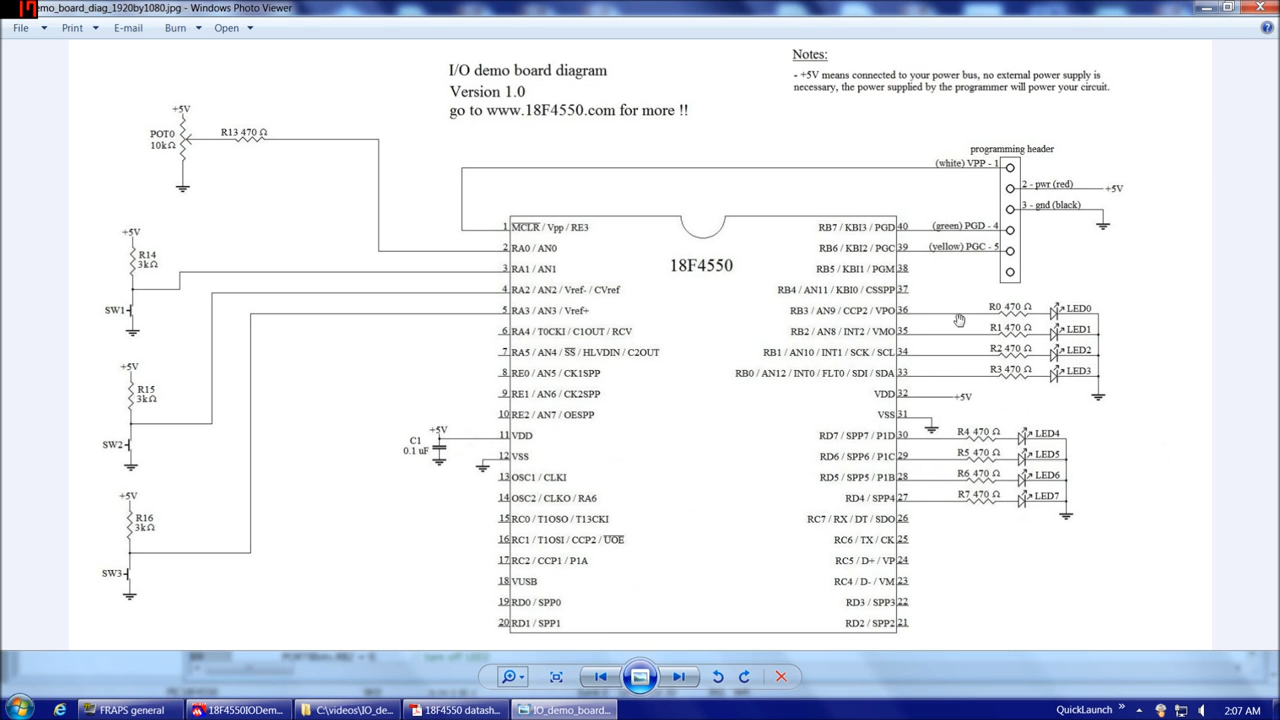 emo_board_diag_1920by1080.jpg - Windows Photo Viewer
File Print E-mail Burn Open
Notes:
I/O demo board diagram
- +5V means connected to your power bus, no external power supply is
necessary, the power supplied by the programmer will power your circuit.
Version 1.0
go to www.18F4550.com for more !!
+5V
POT0
10kΩ
R13 470 Ω
programming header
(white) VPP - 1
2 - pwr (red)
+5V
3 - gnd (black)
(green) PGD - 4
(yellow) PGC - 5
18F4550
1 MCLR / Vpp / RE3
2 RA0 / AN0
3 RA1 / AN1
4 RA2 / AN2 / Vref- / CVref
5 RA3 / AN3 / Vref+
6 RA4 / T0CKI / C1OUT / RCV
7 RA5 / AN4 / SS / HLVDIN / C2OUT
8 RE0 / AN5 / CK1SPP
9 RE1 / AN6 / CK2SPP
10 RE2 / AN7 / OESPP
11 VDD
12 VSS
13 OSC1 / CLKI
14 OSC2 / CLKO / RA6
15 RC0 / T1OSO / T13CKI
16 RC1 / T1OSI / CCP2 / UOE
17 RC2 / CCP1 / P1A
18 VUSB
19 RD0 / SPP0
20 RD1 / SPP1
RB7 / KBI3 / PGD 40
RB6 / KBI2 / PGC 39
RB5 / KBI1 / PGM 38
RB4 / AN11 / KBI0 / CSSPP 37
RB3 / AN9 / CCP2 / VPO 36
RB2 / AN8 / INT2 / VMO 35
RB1 / AN10 / INT1 / SCK / SCL 34
RB0 / AN12 / INT0 / FLT0 / SDI / SDA 33
VDD 32
+5V
VSS 31
RD7 / SPP7 / P1D 30
RD6 / SPP6 / P1C 29
RD5 / SPP5 / P1B 28
RD4 / SPP4 27
RC7 / RX / DT / SDO 26
RC6 / TX / CK 25
RC5 / D+ / VP 24
RC4 / D- / VM 23
RD3 / SPP3 22
RD2 / SPP2 21
R0 470 Ω LED0
R1 470 Ω LED1
R2 470 Ω LED2
R3 470 Ω LED3
R4 470 Ω LED4
R5 470 Ω LED5
R6 470 Ω LED6
R7 470 Ω LED7
+5V
R14
3kΩ
SW1
+5V
R15
3kΩ
SW2
+5V
C1
0.1 uF
+5V
R16
3kΩ
SW3
FRAPS general
18F4550IODem...
C:\videos\IO_de...
18F4550 datash...
IO_demo_board...
QuickLaunch
2:07 AM